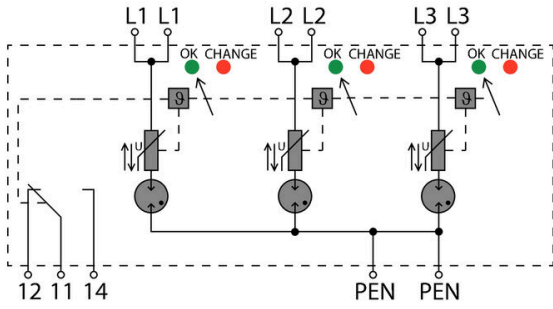 L1 L1 L2 L2 L3 L3
OK CHANGE OK CHANGE OK CHANGE
ϑ ϑ ϑ
U U U
12 11 14 PEN PEN